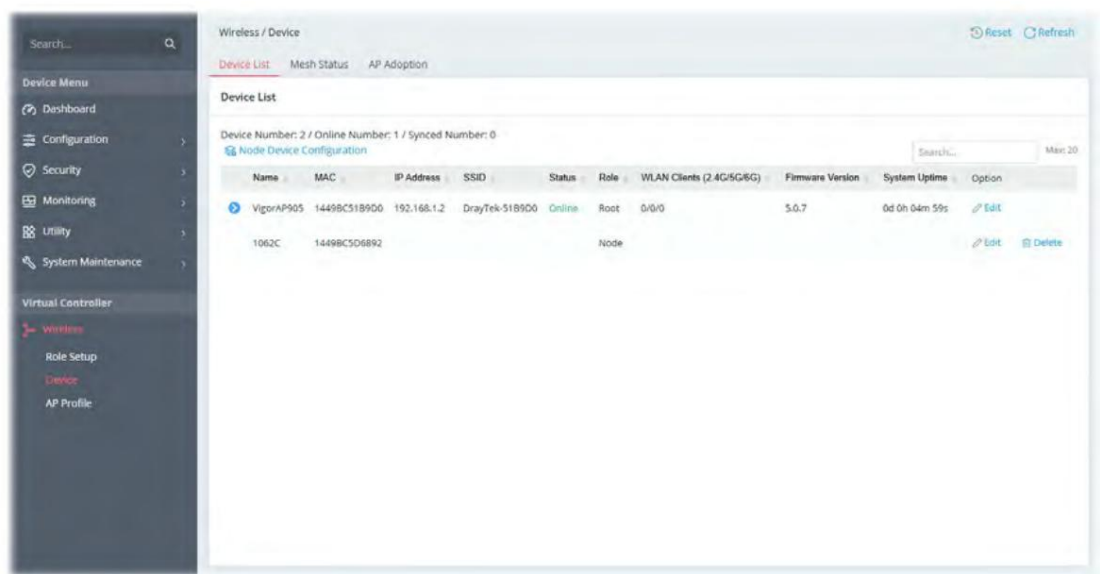 Search...
Device Menu
Dashboard
Configuration
Security
Monitoring
Utility
System Maintenance
Virtual Controller
Wireless
Role Setup
Device
AP Profile
Wireless / Device
Reset Refresh
Device List Mesh Status AP Adoption
Device List
Device Number: 2 / Online Number: 1 / Synced Number: 0
Node Device Configuration
Search... Max: 20
Name MAC IP Address SSID Status Role WLAN Clients (2.4G/5G/6G) Firmware Version System Uptime Option
VigorAP905 1449BC51B9D0 192.168.1.2 DrayTek-51B9D0 Online Root 0/0/0 5.0.7 0d 0h 04m 59s Edit
1062C 1449BC5D6892 Node Edit Delete